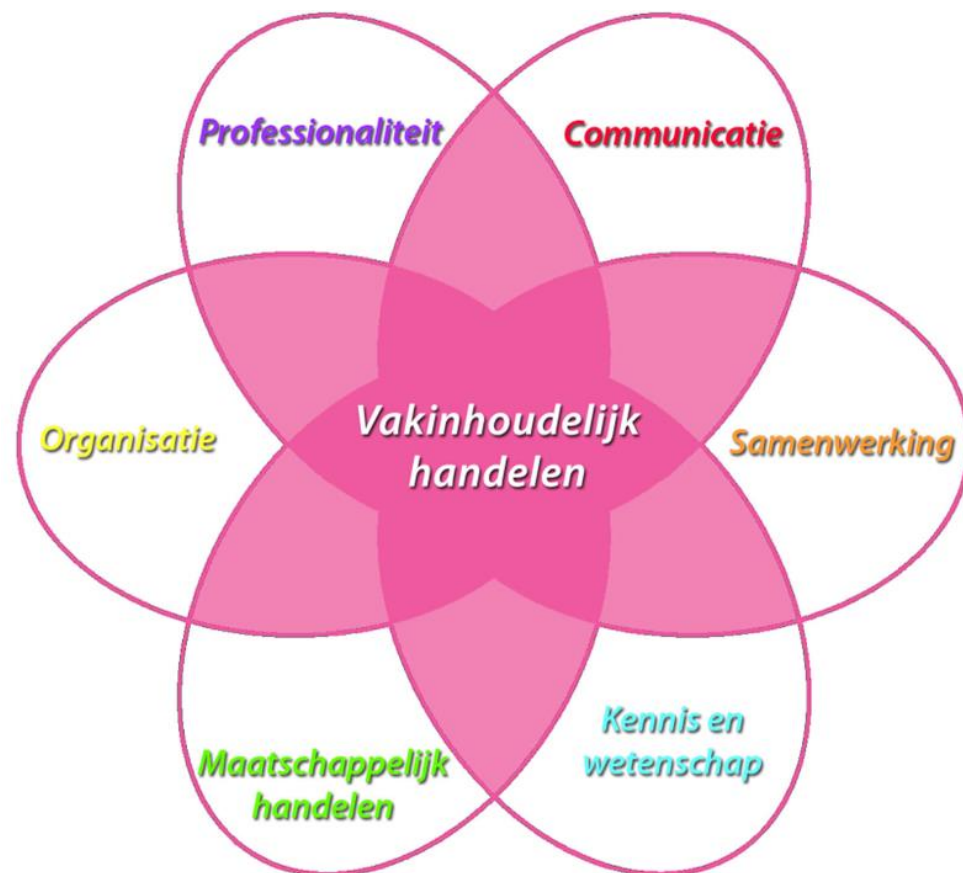 Professionaliteit
Communicatie
Organisatie
Vakinhoudelijk
handelen
Samenwerking
Maatschappelijk
handelen
Kennis en
wetenschap